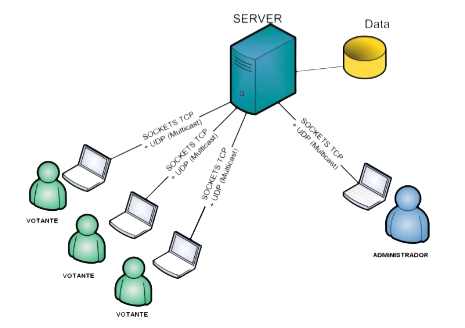 SERVER
Data
SOCKETS TCP
+ UDP (Multicast)
SOCKETS TCP
+ UDP (Multicast)
SOCKETS TCP
+ UDP (Multicast)
SOCKETS TCP
+ UDP (Multicast)
VOTANTE
VOTANTE
VOTANTE
ADMINISTRADOR